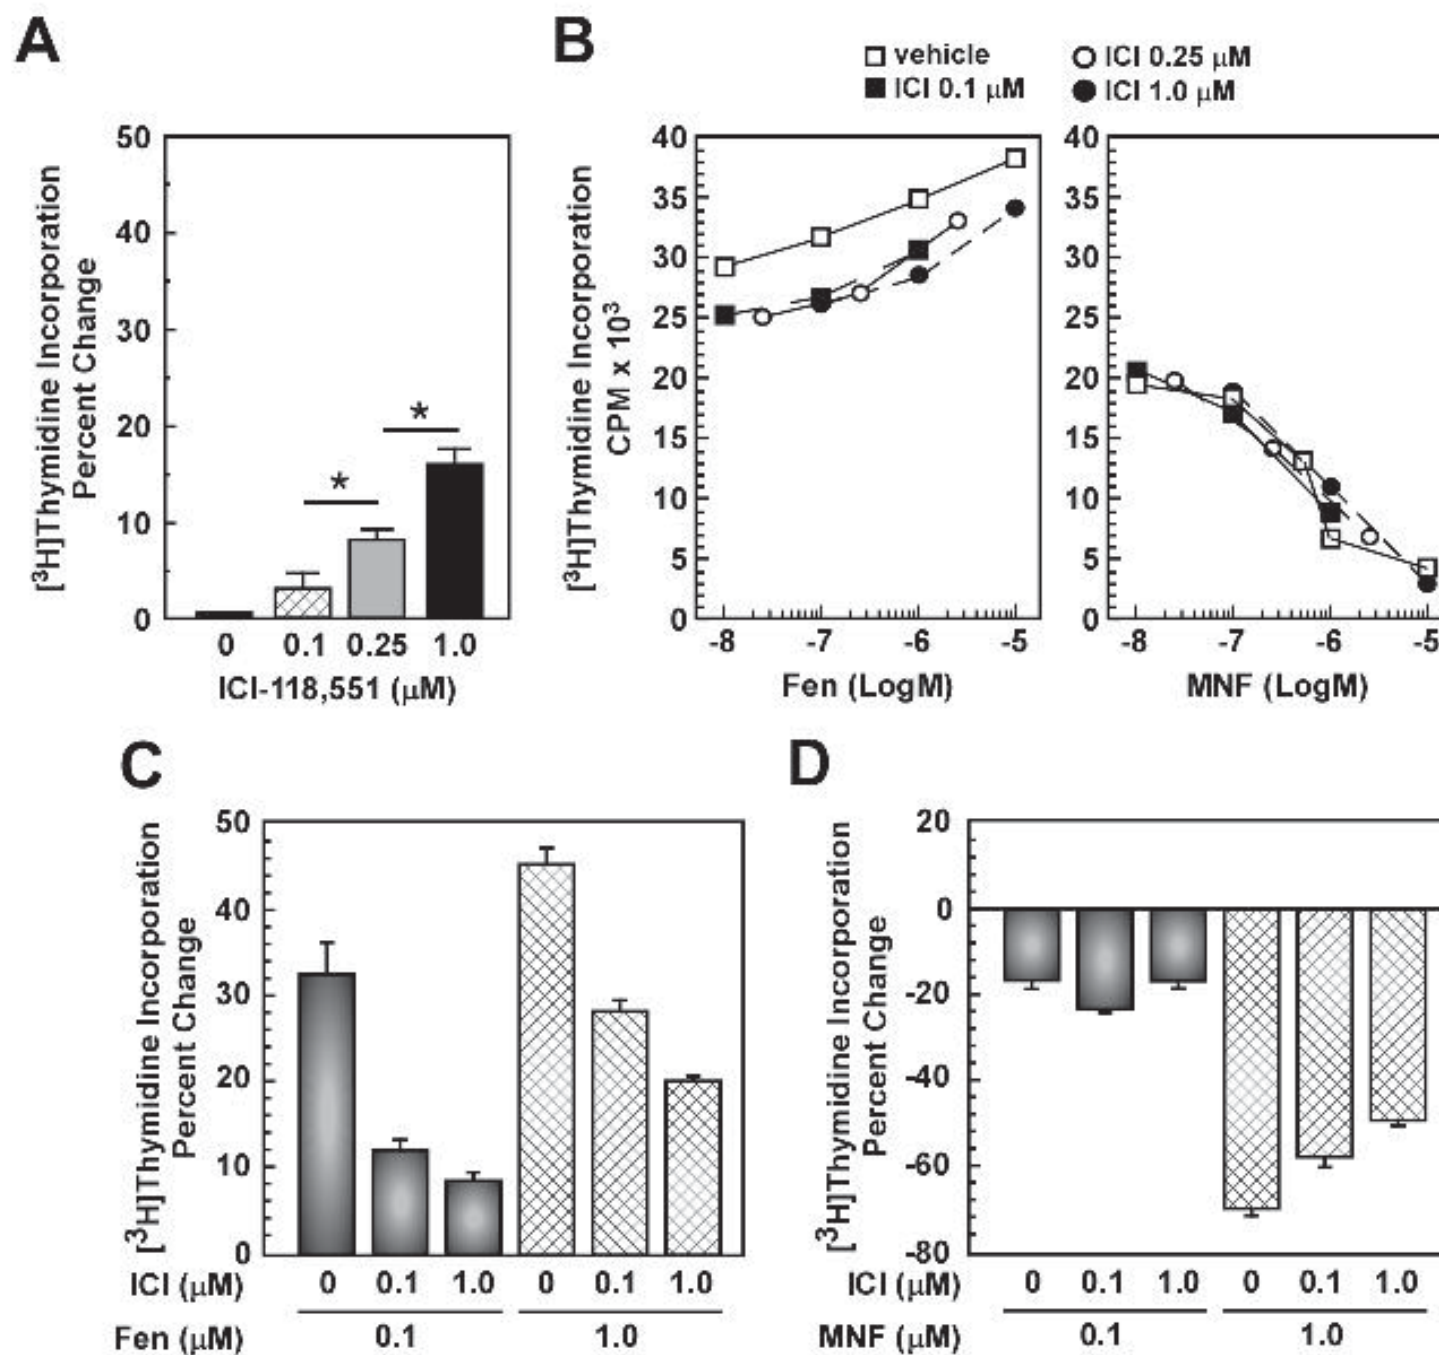 A
[³H]Thymidine Incorporation
Percent Change
50
40
30
20
10
0
*
*
0 0.1 0.25 1.0
ICI-118,551 (μM)
B
vehicle ICI 0.25 μM
ICI 0.1 μM ICI 1.0 μM
[³H]Thymidine Incorporation
CPM x 10³
40
35
30
25
20
15
10
5
0
-8 -7 -6 -5
Fen (LogM)
40
35
30
25
20
15
10
5
0
-8 -7 -6 -5
MNF (LogM)
C
[³H]Thymidine Incorporation
Percent Change
50
40
30
20
10
0
ICI (μM) 0 0.1 1.0 0 0.1 1.0
Fen (μM) 0.1 1.0
D
[³H]Thymidine Incorporation
Percent Change
20
0
-20
-40
-60
-80
ICI (μM) 0 0.1 1.0 0 0.1 1.0
MNF (μM) 0.1 1.0